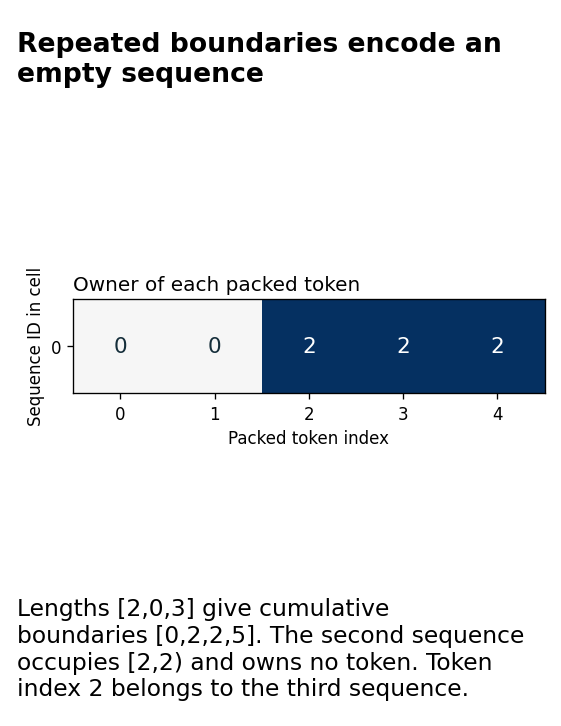 Repeated boundaries encode an
empty sequence
Owner of each packed token
Sequence ID in cell
0
0 0 2 2 2
0 1 2 3 4
Packed token index
Lengths [2,0,3] give cumulative
boundaries [0,2,2,5]. The second sequence
occupies [2,2) and owns no token. Token
index 2 belongs to the third sequence.